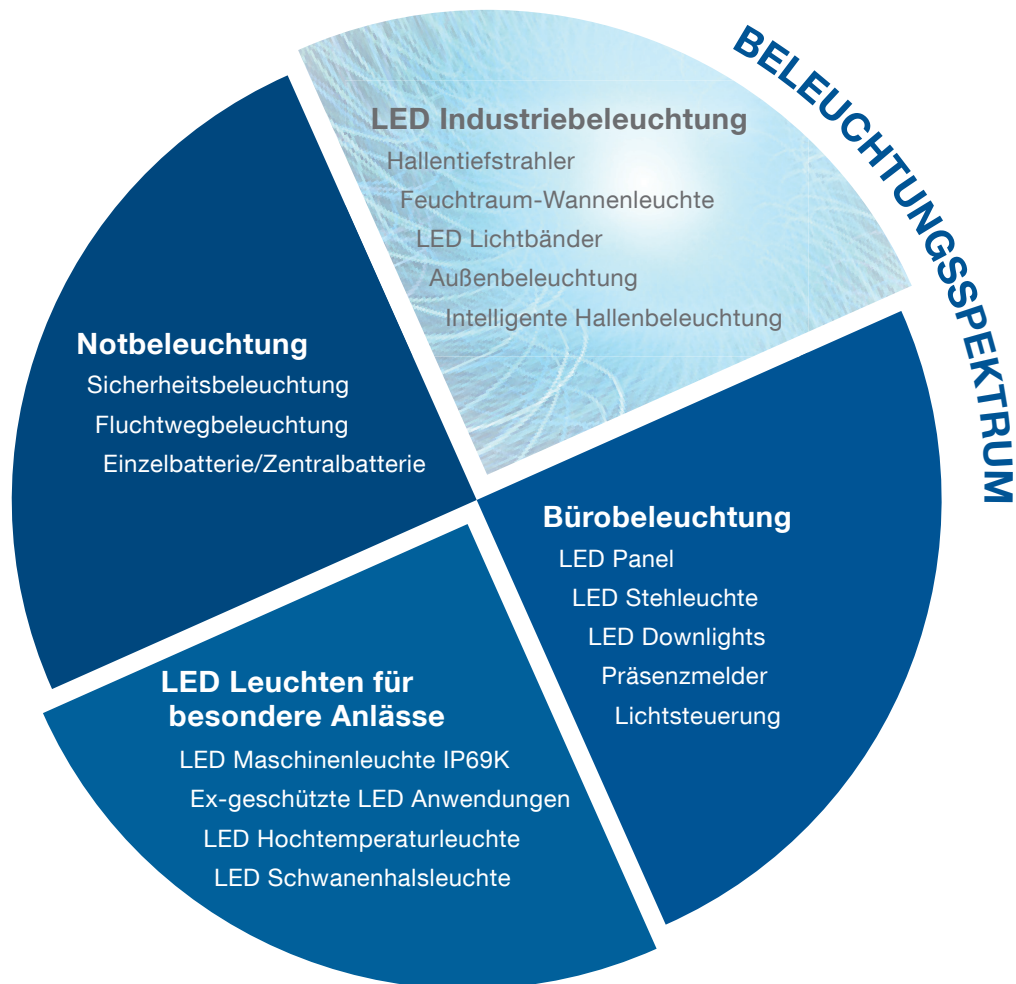 BELEUCHTUNGSSPEKTRUM
LED Industriebeleuchtung
Hallentiefstrahler
Feuchtraum-Wannenleuchte
LED Lichtbänder
Außenbeleuchtung
Intelligente Hallenbeleuchtung
Notbeleuchtung
Sicherheitsbeleuchtung
Fluchtwegbeleuchtung
Einzelbatterie/Zentralbatterie
Bürobeleuchtung
LED Panel
LED Stehleuchte
LED Downlights
Präsenzmelder
Lichtsteuerung
LED Leuchten für
besondere Anlässe
LED Maschinenleuchte IP69K
Ex-geschützte LED Anwendungen
LED Hochtemperaturleuchte
LED Schwanenhalsleuchte